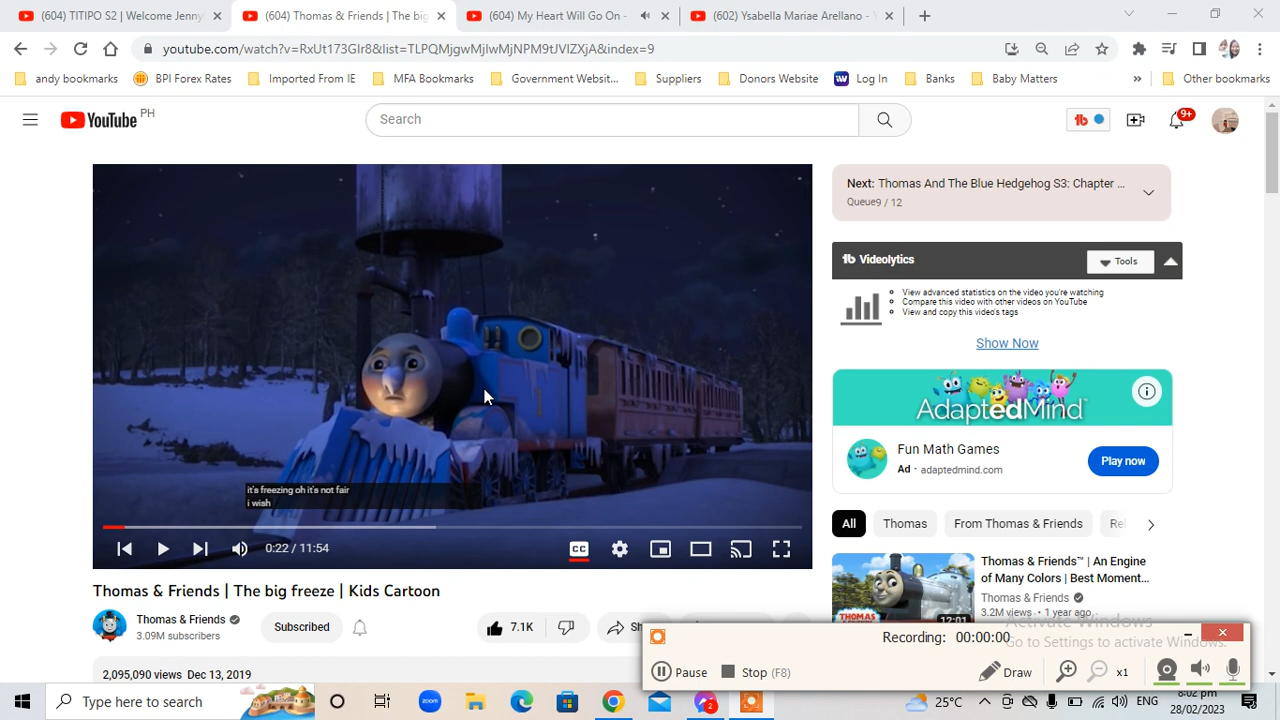 (604) TITIPO S2 | Welcome Jenny
(604) Thomas & Friends | The big
(604) My Heart Will Go On -
(602) Ysabella Mariae Arellano -
youtube.com/watch?v=RxUt173GIr8&list=TLPQMjgwMjIwMjNPM9tJVlZXjA&index=9
andy bookmarks
BPI Forex Rates
Imported From IE
MFA Bookmarks
Government Websit...
Suppliers
Donors Website
Log In
Banks
Baby Matters
»
Other bookmarks
YouTube PH
Search
9+
Next: Thomas And The Blue Hedgehog S3: Chapter ...
Queue9 / 12
Videolytics
Tools
View advanced statistics on the video you're watching
Compare this video with other videos on YouTube
View and copy this video's tags
Show Now
AdaptedMind
Fun Math Games
Ad · adaptedmind.com
Play now
it's freezing oh it's not fair
i wish
0:22 / 11:54
CC
All
Thomas
From Thomas & Friends
Thomas & Friends | The big freeze | Kids Cartoon
Thomas & Friends
3.09M subscribers
Subscribed
7.1K
2,095,090 views Dec 13, 2019
Thomas & Friends™ | An Engine
of Many Colors | Best Moment...
Thomas & Friends
3.2M views · 1 year ago
12:01
THOMAS
Activate Windows
Go to Settings to activate Windows.
Recording: 00:00:00
Pause
Stop (F8)
Draw
x1
Type here to search
zoom
2
25°C
ENG
8:02 pm
28/02/2023